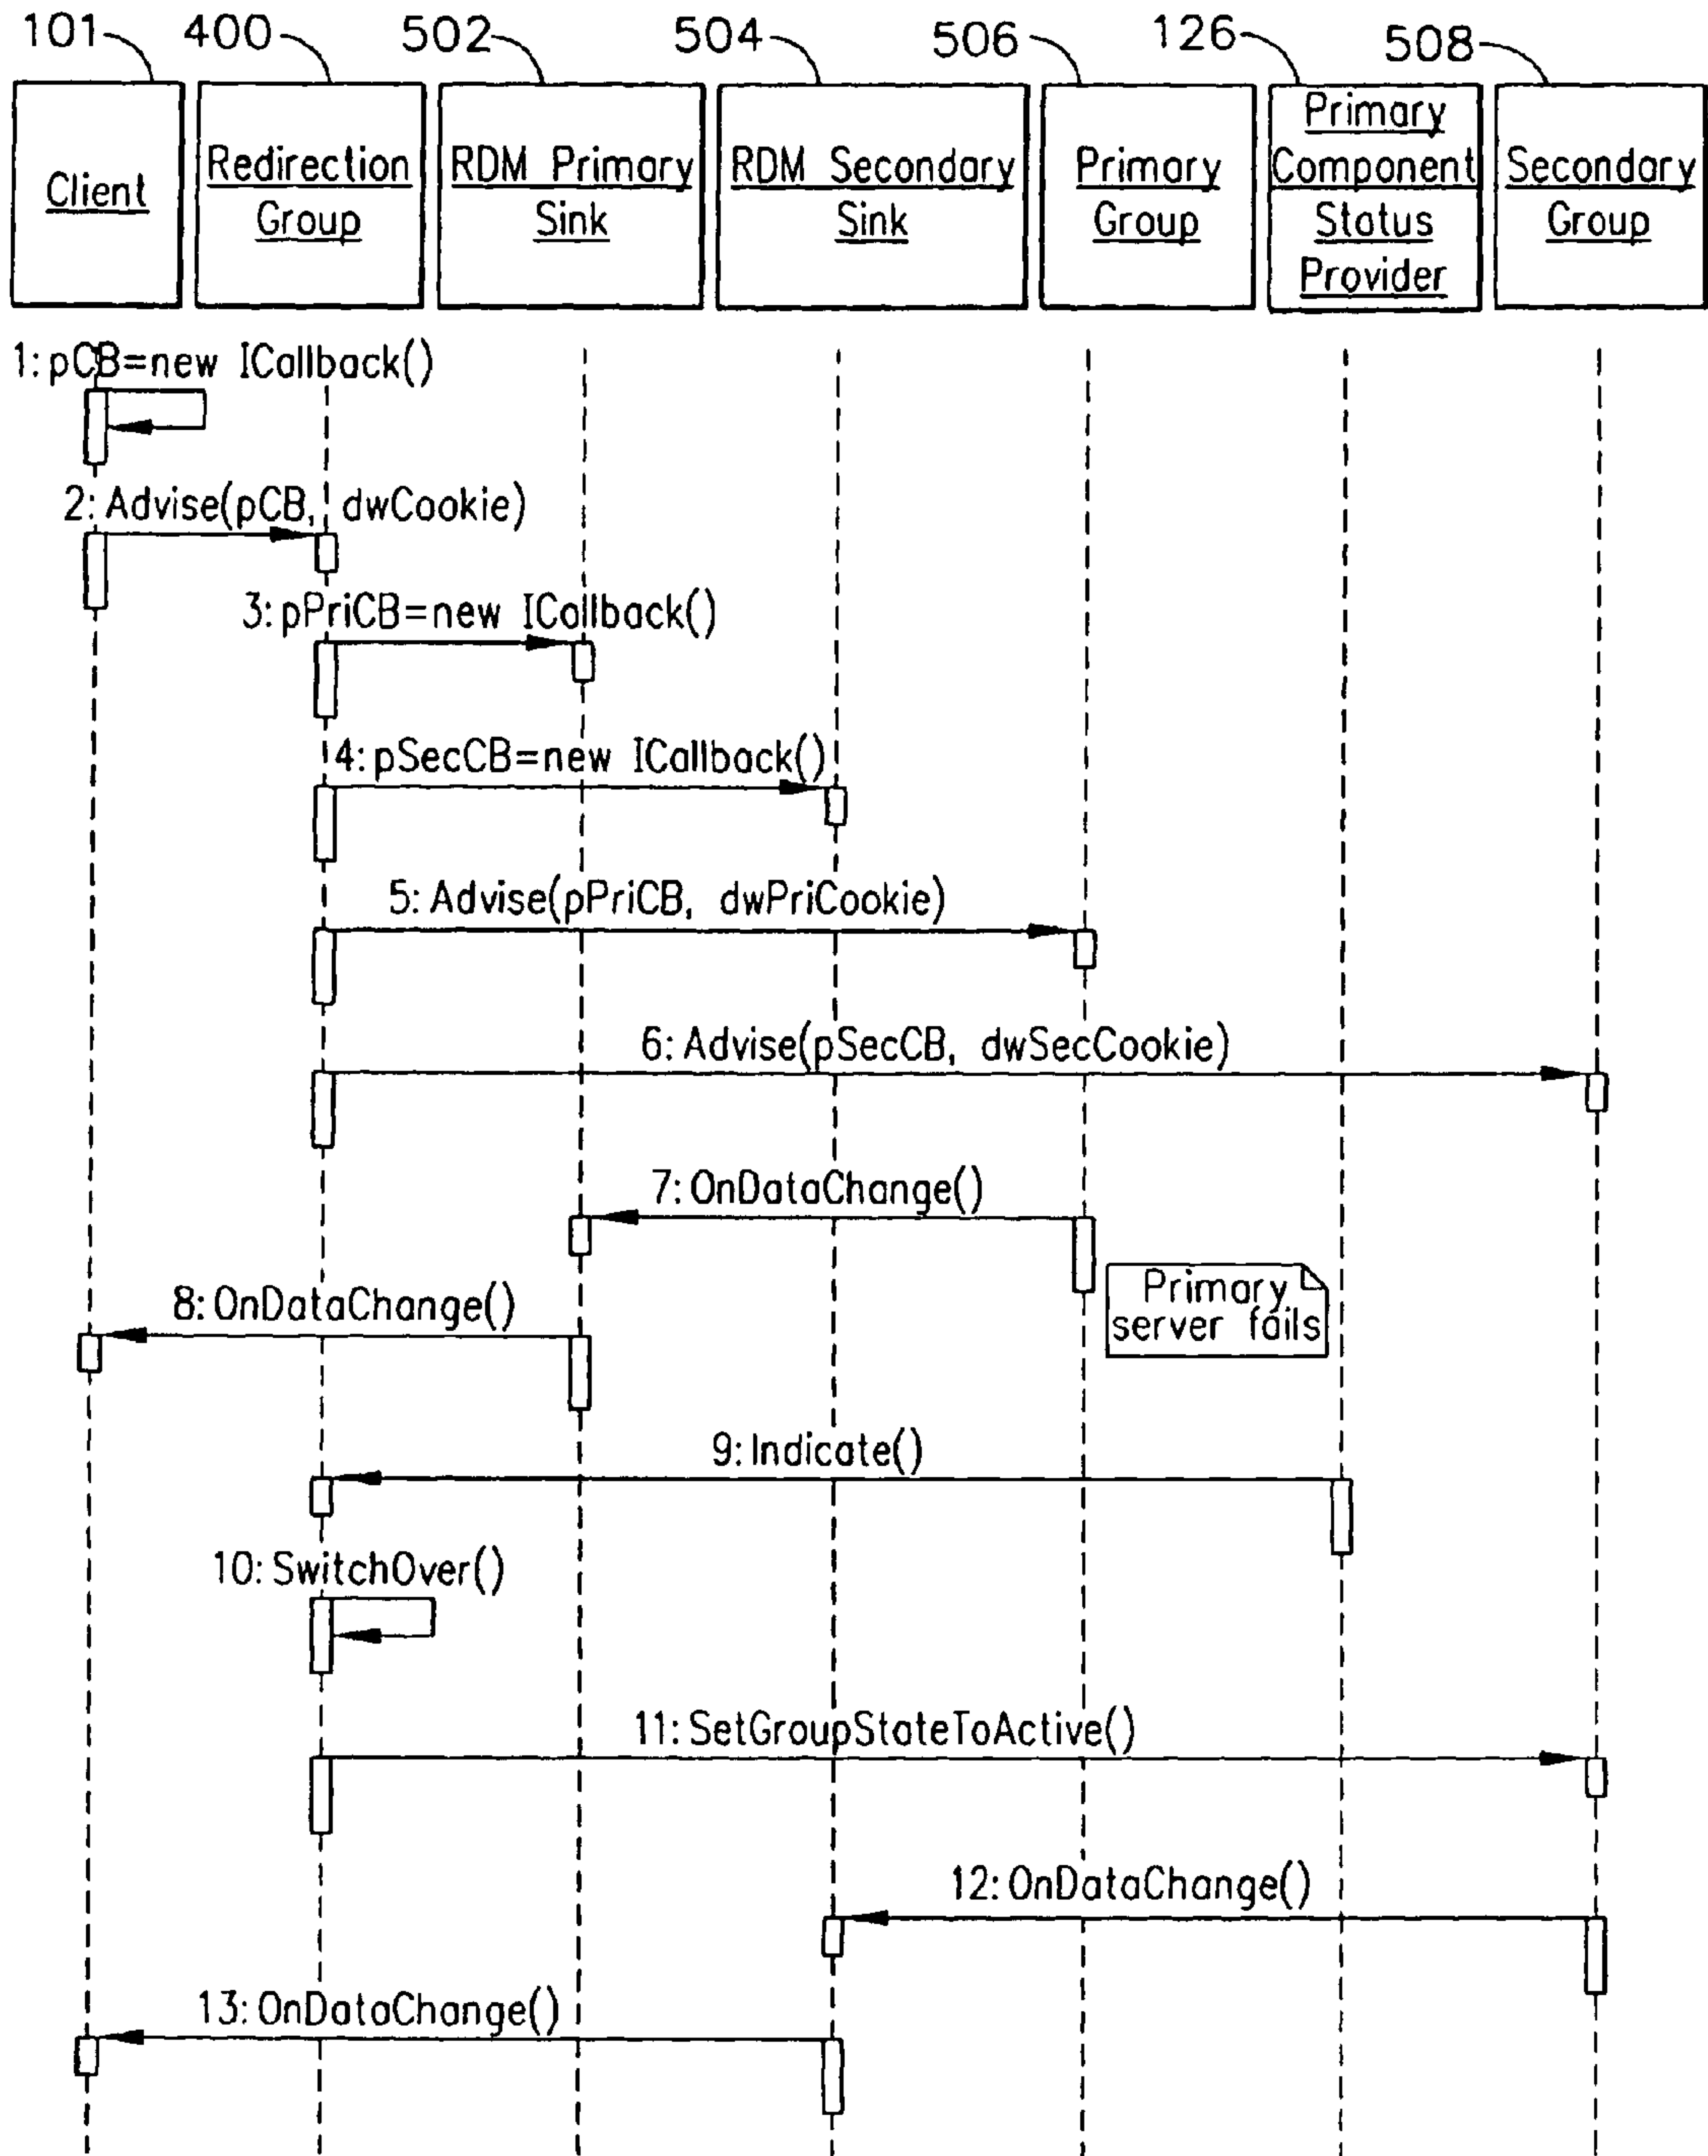 101 400 502 504 506 126 508
Client
Redirection
Group
RDM Primary
Sink
RDM Secondary
Sink
Primary
Group
Primary
Component
Status
Provider
Secondary
Group
1: pCB=new ICallback()
2: Advise(pCB, dwCookie)
3: pPriCB=new ICallback()
4: pSecCB=new ICallback()
5: Advise(pPriCB, dwPriCookie)
6: Advise(pSecCB, dwSecCookie)
7: OnDataChange()
Primary
server fails
8: OnDataChange()
9: Indicate()
10: SwitchOver()
11: SetGroupStateToActive()
12: OnDataChange()
13: OnDataChange()